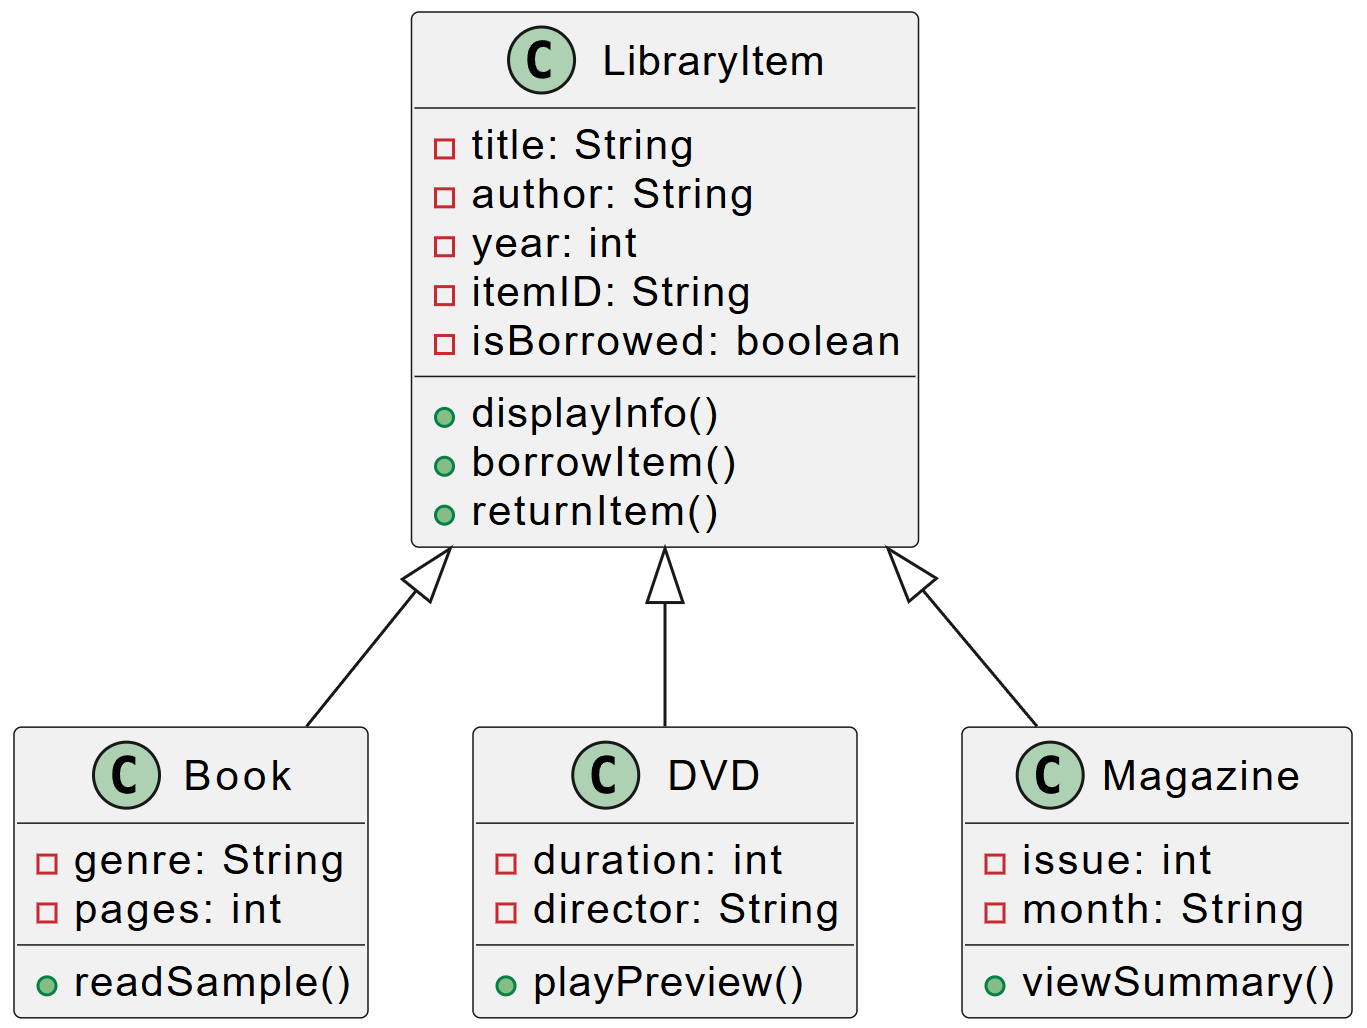 C LibraryItem
title: String
author: String
year: int
itemID: String
isBorrowed: boolean
displayInfo()
borrowItem()
returnItem()
C Book
genre: String
pages: int
readSample()
C DVD
duration: int
director: String
playPreview()
C Magazine
issue: int
month: String
viewSummary()